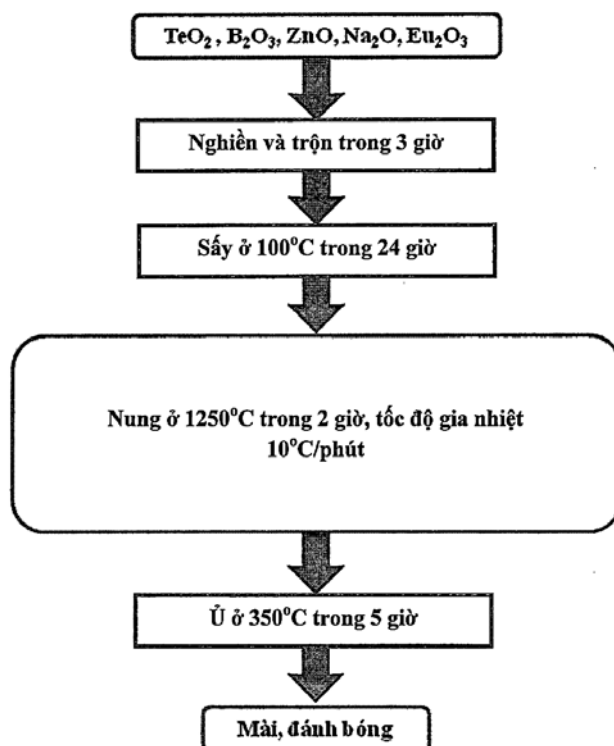 TeO₂, B₂O₃, ZnO, Na₂O, Eu₂O₃
Nghiền và trộn trong 3 giờ
Sấy ở 100°C trong 24 giờ
Nung ở 1250°C trong 2 giờ, tốc độ gia nhiệt
10°C/phút
Ủ ở 350°C trong 5 giờ
Mài, đánh bóng